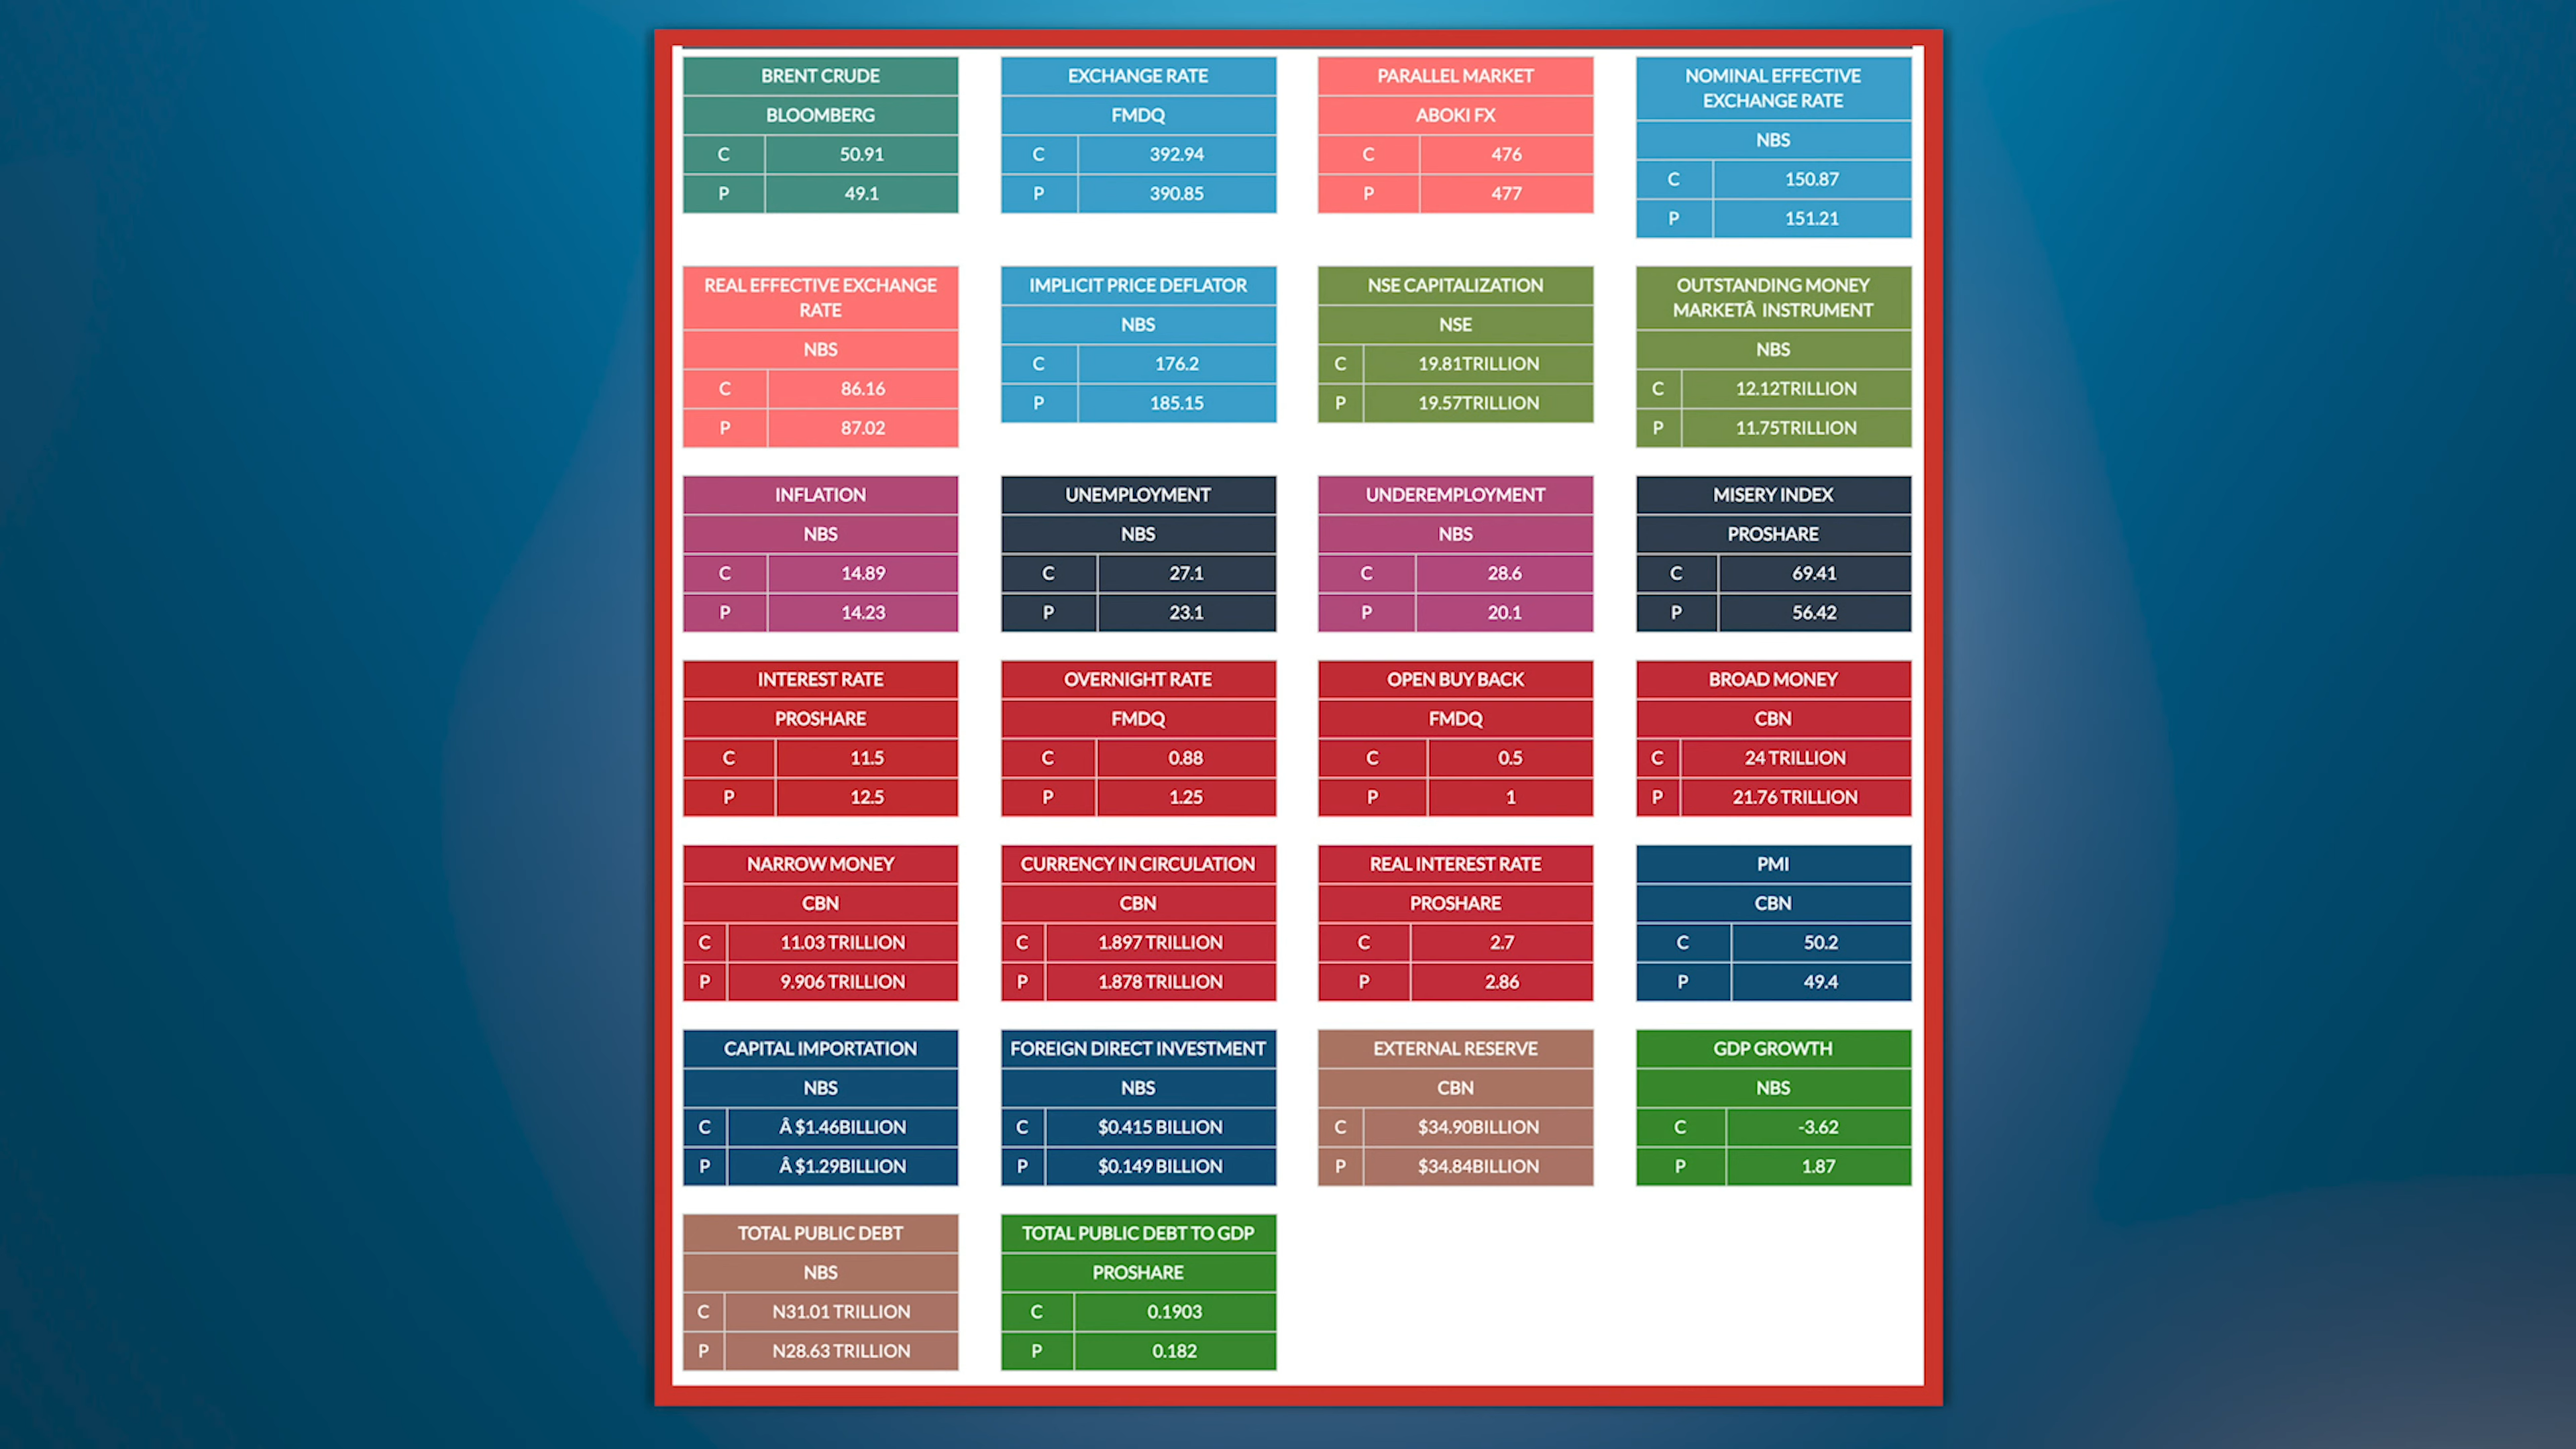 BRENT CRUDE
BLOOMBERG
C 50.91
P 49.1
EXCHANGE RATE
FMDQ
C 392.94
P 390.85
PARALLEL MARKET
ABOKI FX
C 476
P 477
NOMINAL EFFECTIVE
EXCHANGE RATE
NBS
C 150.87
P 151.21
REAL EFFECTIVE EXCHANGE
RATE
NBS
C 86.16
P 87.02
IMPLICIT PRICE DEFLATOR
NBS
C 176.2
P 185.15
NSE CAPITALIZATION
NSE
C 19.81TRILLION
P 19.57TRILLION
OUTSTANDING MONEY
MARKETÂ INSTRUMENT
NBS
C 12.12TRILLION
P 11.75TRILLION
INFLATION
NBS
C 14.89
P 14.23
UNEMPLOYMENT
NBS
C 27.1
P 23.1
UNDEREMPLOYMENT
NBS
C 28.6
P 20.1
MISERY INDEX
PROSHARE
C 69.41
P 56.42
INTEREST RATE
PROSHARE
C 11.5
P 12.5
OVERNIGHT RATE
FMDQ
C 0.88
P 1.25
OPEN BUY BACK
FMDQ
C 0.5
P 1
BROAD MONEY
CBN
C 24 TRILLION
P 21.76 TRILLION
NARROW MONEY
CBN
C 11.03 TRILLION
P 9.906 TRILLION
CURRENCY IN CIRCULATION
CBN
C 1.897 TRILLION
P 1.878 TRILLION
REAL INTEREST RATE
PROSHARE
C 2.7
P 2.86
PMI
CBN
C 50.2
P 49.4
CAPITAL IMPORTATION
NBS
C Â $1.46BILLION
P Â $1.29BILLION
FOREIGN DIRECT INVESTMENT
NBS
C $0.415 BILLION
P $0.149 BILLION
EXTERNAL RESERVE
CBN
C $34.90BILLION
P $34.84BILLION
GDP GROWTH
NBS
C -3.62
P 1.87
TOTAL PUBLIC DEBT
NBS
C N31.01 TRILLION
P N28.63 TRILLION
TOTAL PUBLIC DEBT TO GDP
PROSHARE
C 0.1903
P 0.182